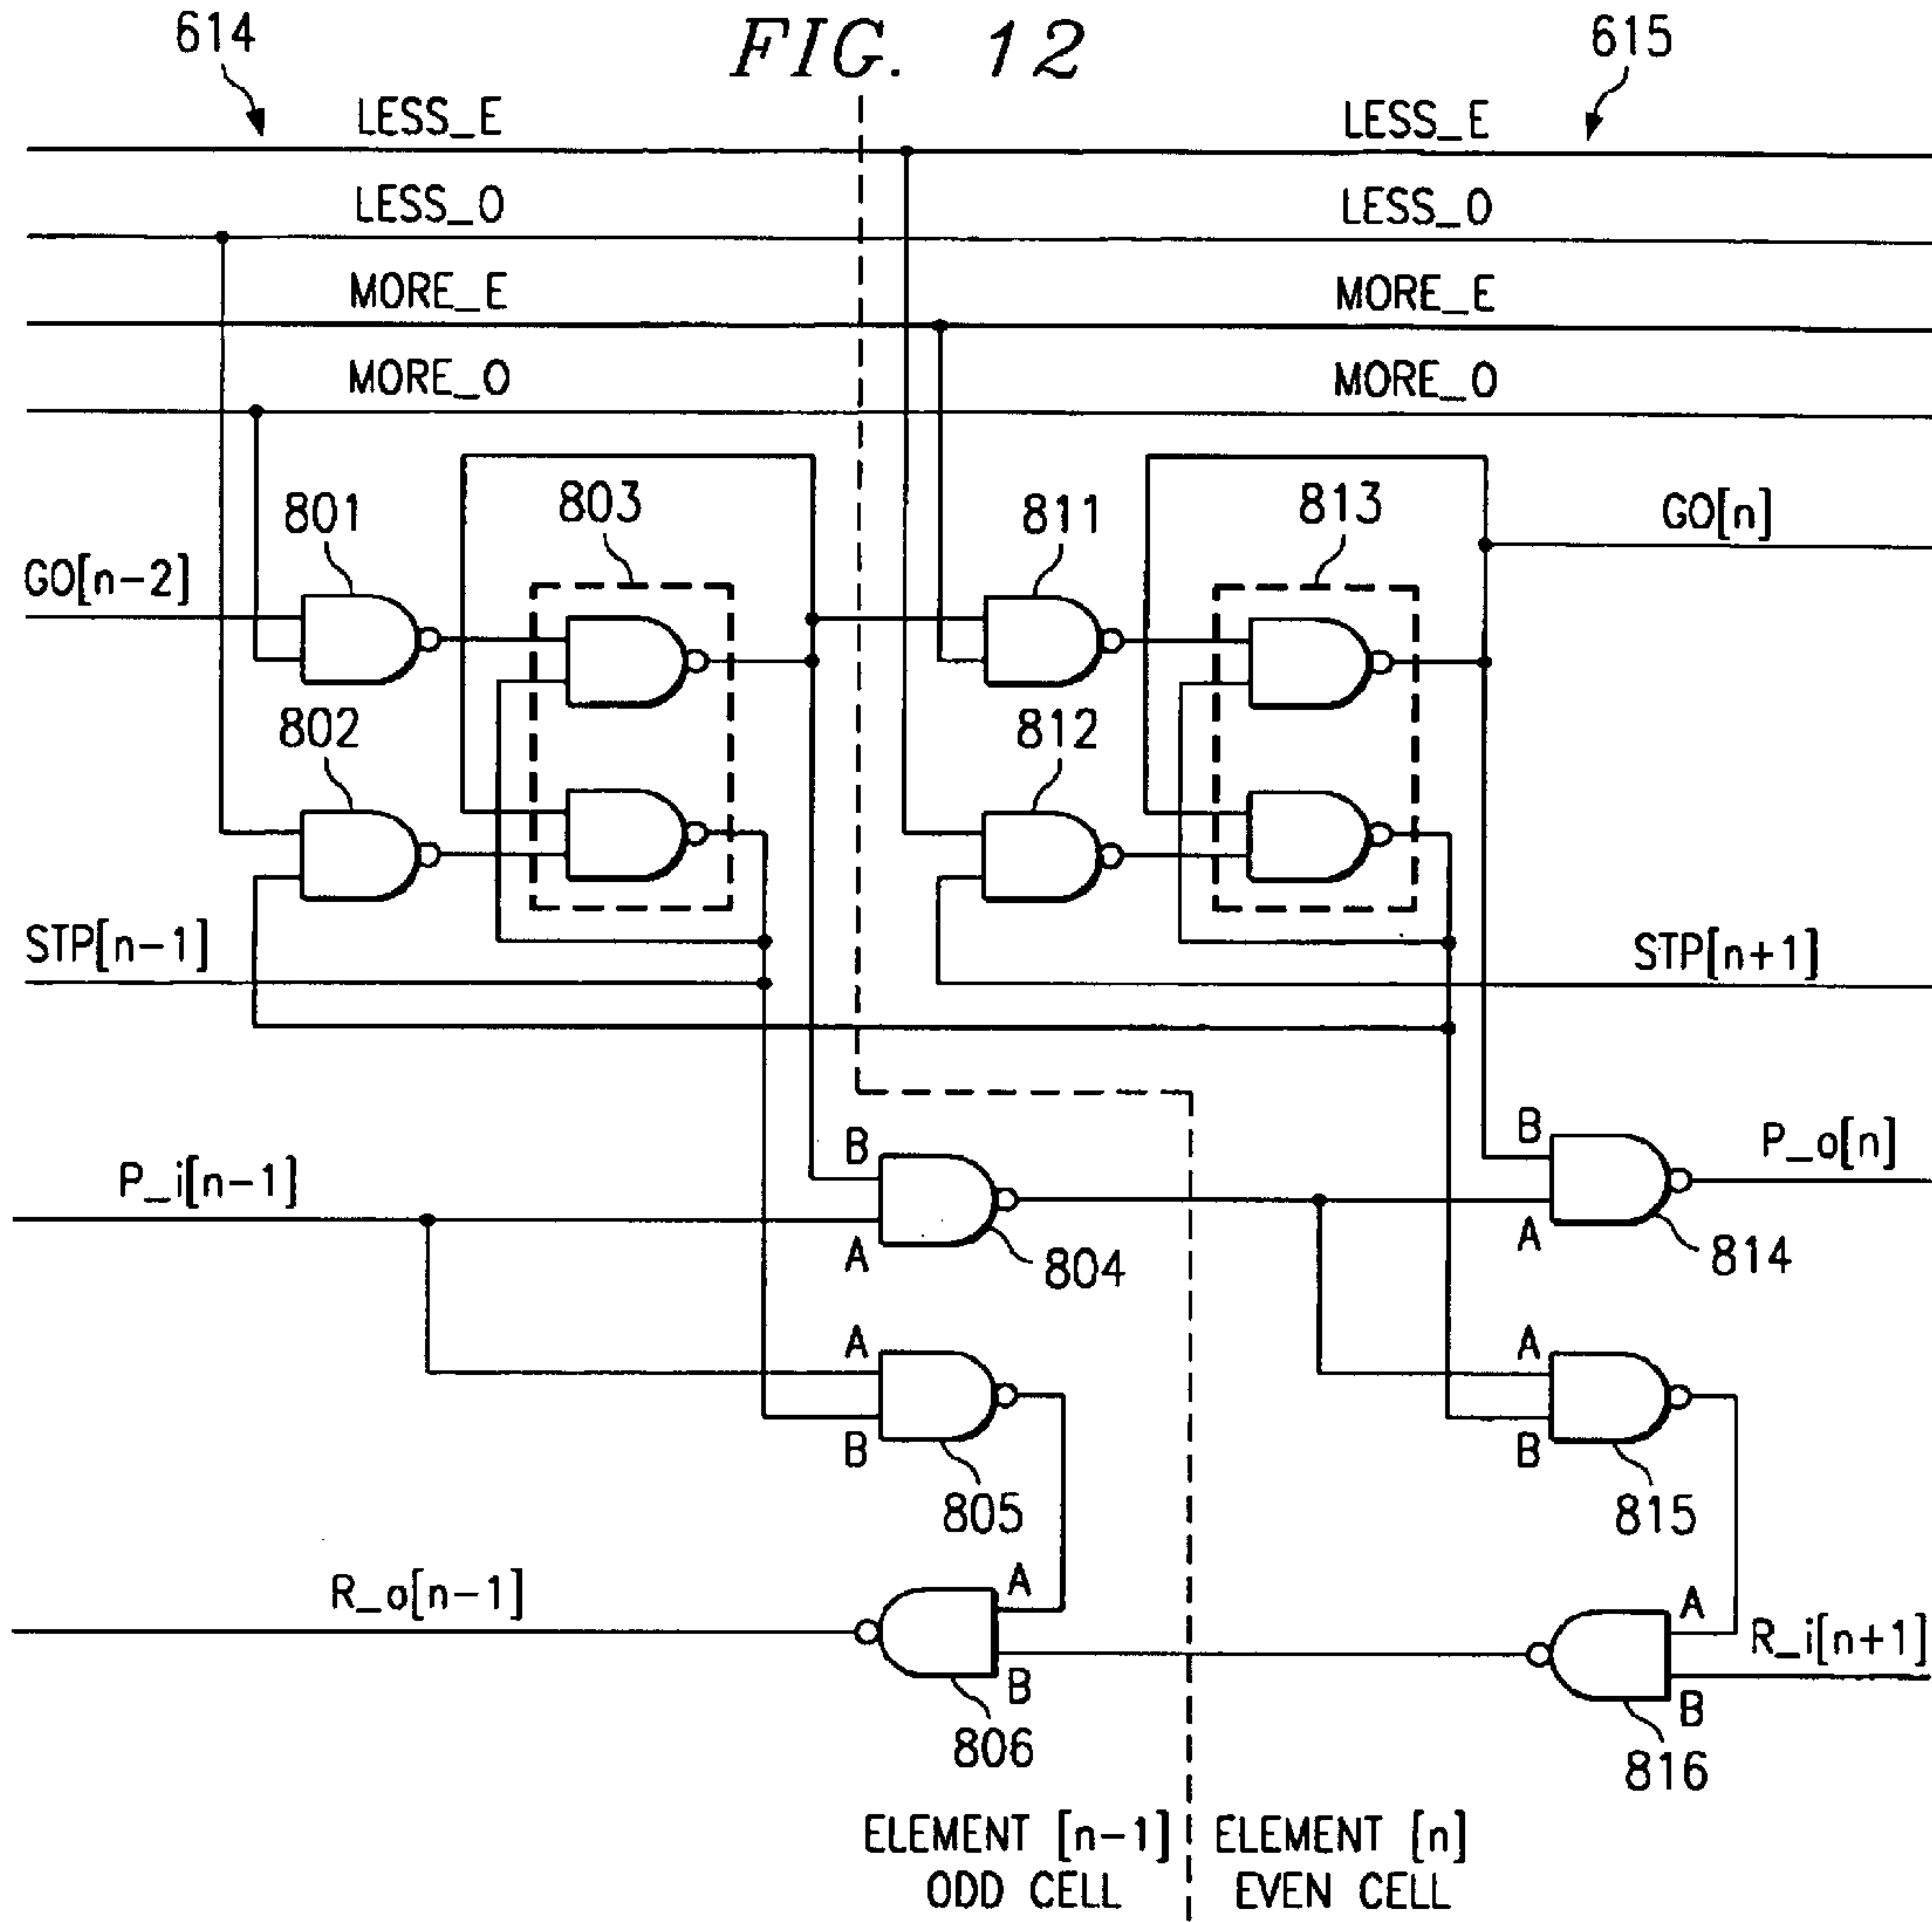 614
FIG. 12
615
LESS_E
LESS_E
LESS_O
LESS_O
MORE_E
MORE_E
MORE_O
MORE_O
801
803
811
813
GO[n]
GO[n-2]
802
812
STP[n-1]
STP[n+1]
B
B
P_o[n]
P_i[n-1]
A
804
A
814
A
A
B
B
805
815
R_o[n-1]
A
A
R_i[n+1]
B
B
806
816
ELEMENT [n-1]
ODD CELL
ELEMENT [n]
EVEN CELL